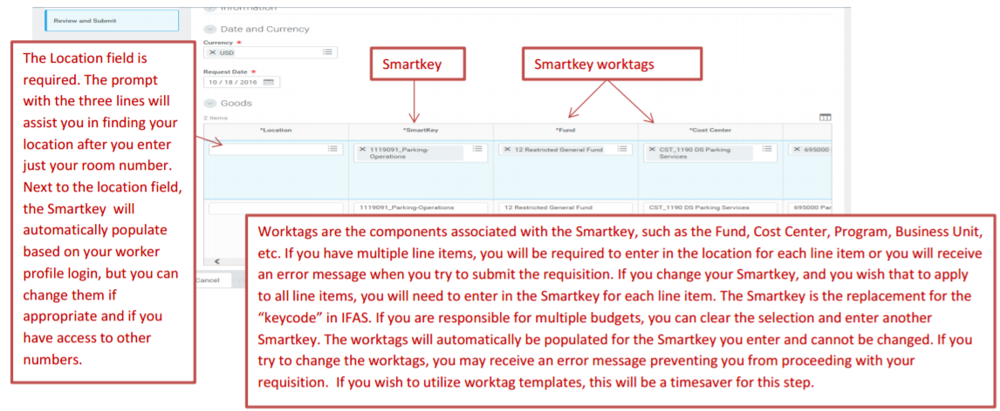 Information
Review and Submit
Date and Currency
Currency *
× USD
Request Date *
10 / 18 / 2016
Goods
2 items
*Location
*SmartKey
*Fund
*Cost Center
× 1119091_Parking-
Operations
× 12 Restricted General Fund
× CST_1190 DS Parking
Services
× 695000
1119091_Parking-Operations
12 Restricted General Fund
CST_1190 DS Parking Services
695000 Par
Cancel
The Location field is
required. The prompt
with the three lines will
assist you in finding your
location after you enter
just your room number.
Next to the location field,
the Smartkey will
automatically populate
based on your worker
profile login, but you can
change them if
appropriate and if you
have access to other
numbers.
Smartkey
Smartkey worktags
Worktags are the components associated with the Smartkey, such as the Fund, Cost Center, Program, Business Unit,
etc. If you have multiple line items, you will be required to enter in the location for each line item or you will receive
an error message when you try to submit the requisition. If you change your Smartkey, and you wish that to apply
to all line items, you will need to enter in the Smartkey for each line item. The Smartkey is the replacement for the
“keycode” in IFAS. If you are responsible for multiple budgets, you can clear the selection and enter another
Smartkey. The worktags will automatically be populated for the Smartkey you enter and cannot be changed. If you
try to change the worktags, you may receive an error message preventing you from proceeding with your
requisition. If you wish to utilize worktag templates, this will be a timesaver for this step.